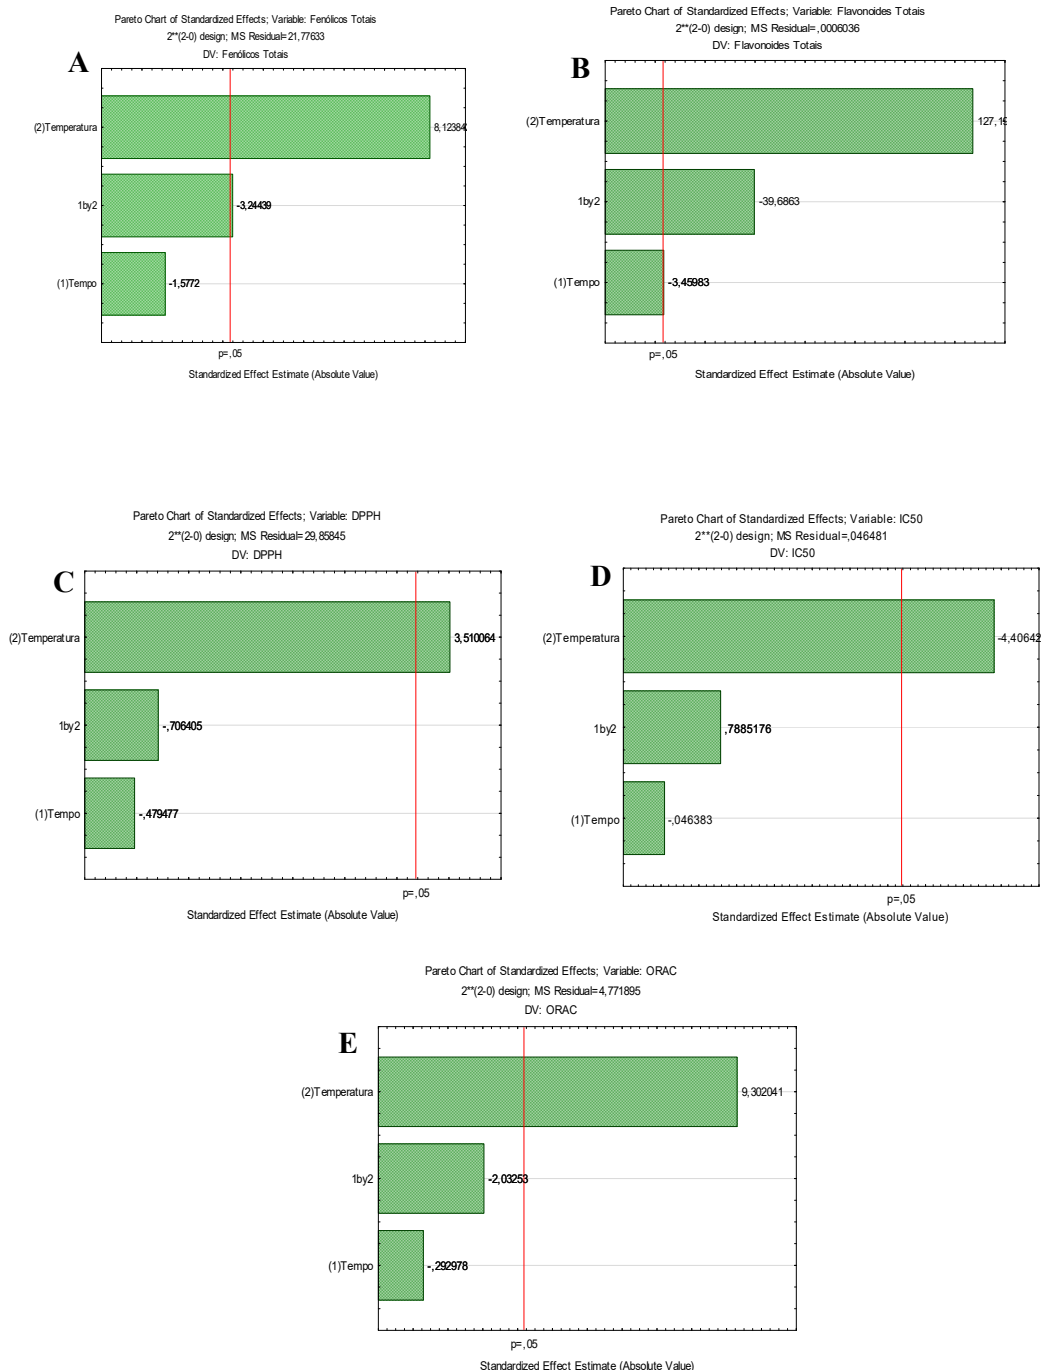 Pareto Chart of Standardized Effects; Variable: Fenólicos Totais
2**(2-0) design; MS Residual=21,77633
DV: Fenólicos Totais
A
(2)Temperatura
8,12384
1by2
-3,24439
(1)Tempo
-1,5772
p=,05
Standardized Effect Estimate (Absolute Value)
Pareto Chart of Standardized Effects; Variable: Flavonoides Totais
2**(2-0) design; MS Residual=,0006036
DV: Flavonoides Totais
B
(2)Temperatura
127,19
1by2
-39,6863
(1)Tempo
-3,45983
p=,05
Standardized Effect Estimate (Absolute Value)
Pareto Chart of Standardized Effects; Variable: DPPH
2**(2-0) design; MS Residual=29,85845
DV: DPPH
C
(2)Temperatura
3,510064
1by2
-,706405
(1)Tempo
-,479477
p=,05
Standardized Effect Estimate (Absolute Value)
Pareto Chart of Standardized Effects; Variable: IC50
2**(2-0) design; MS Residual=,046481
DV: IC50
D
(2)Temperatura
-4,40642
1by2
,7885176
(1)Tempo
-,046383
p=,05
Standardized Effect Estimate (Absolute Value)
Pareto Chart of Standardized Effects; Variable: ORAC
2**(2-0) design; MS Residual=4,771895
DV: ORAC
E
(2)Temperatura
9,302041
1by2
-2,03253
(1)Tempo
-,292978
p=,05
Standardized Effect Estimate (Absolute Value)